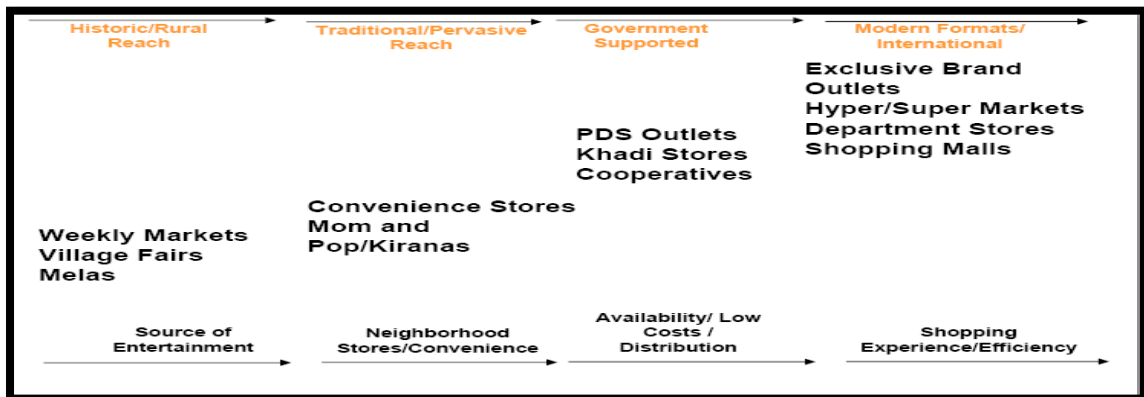 Historic/Rural
Reach
Traditional/Pervasive
Reach
Government
Supported
Modern Formats/
International
Exclusive Brand
Outlets
Hyper/Super Markets
Department Stores
Shopping Malls
PDS Outlets
Khadi Stores
Cooperatives
Convenience Stores
Mom and
Pop/Kiranas
Weekly Markets
Village Fairs
Melas
Source of
Entertainment
Neighborhood
Stores/Convenience
Availability/ Low
Costs /
Distribution
Shopping
Experience/Efficiency